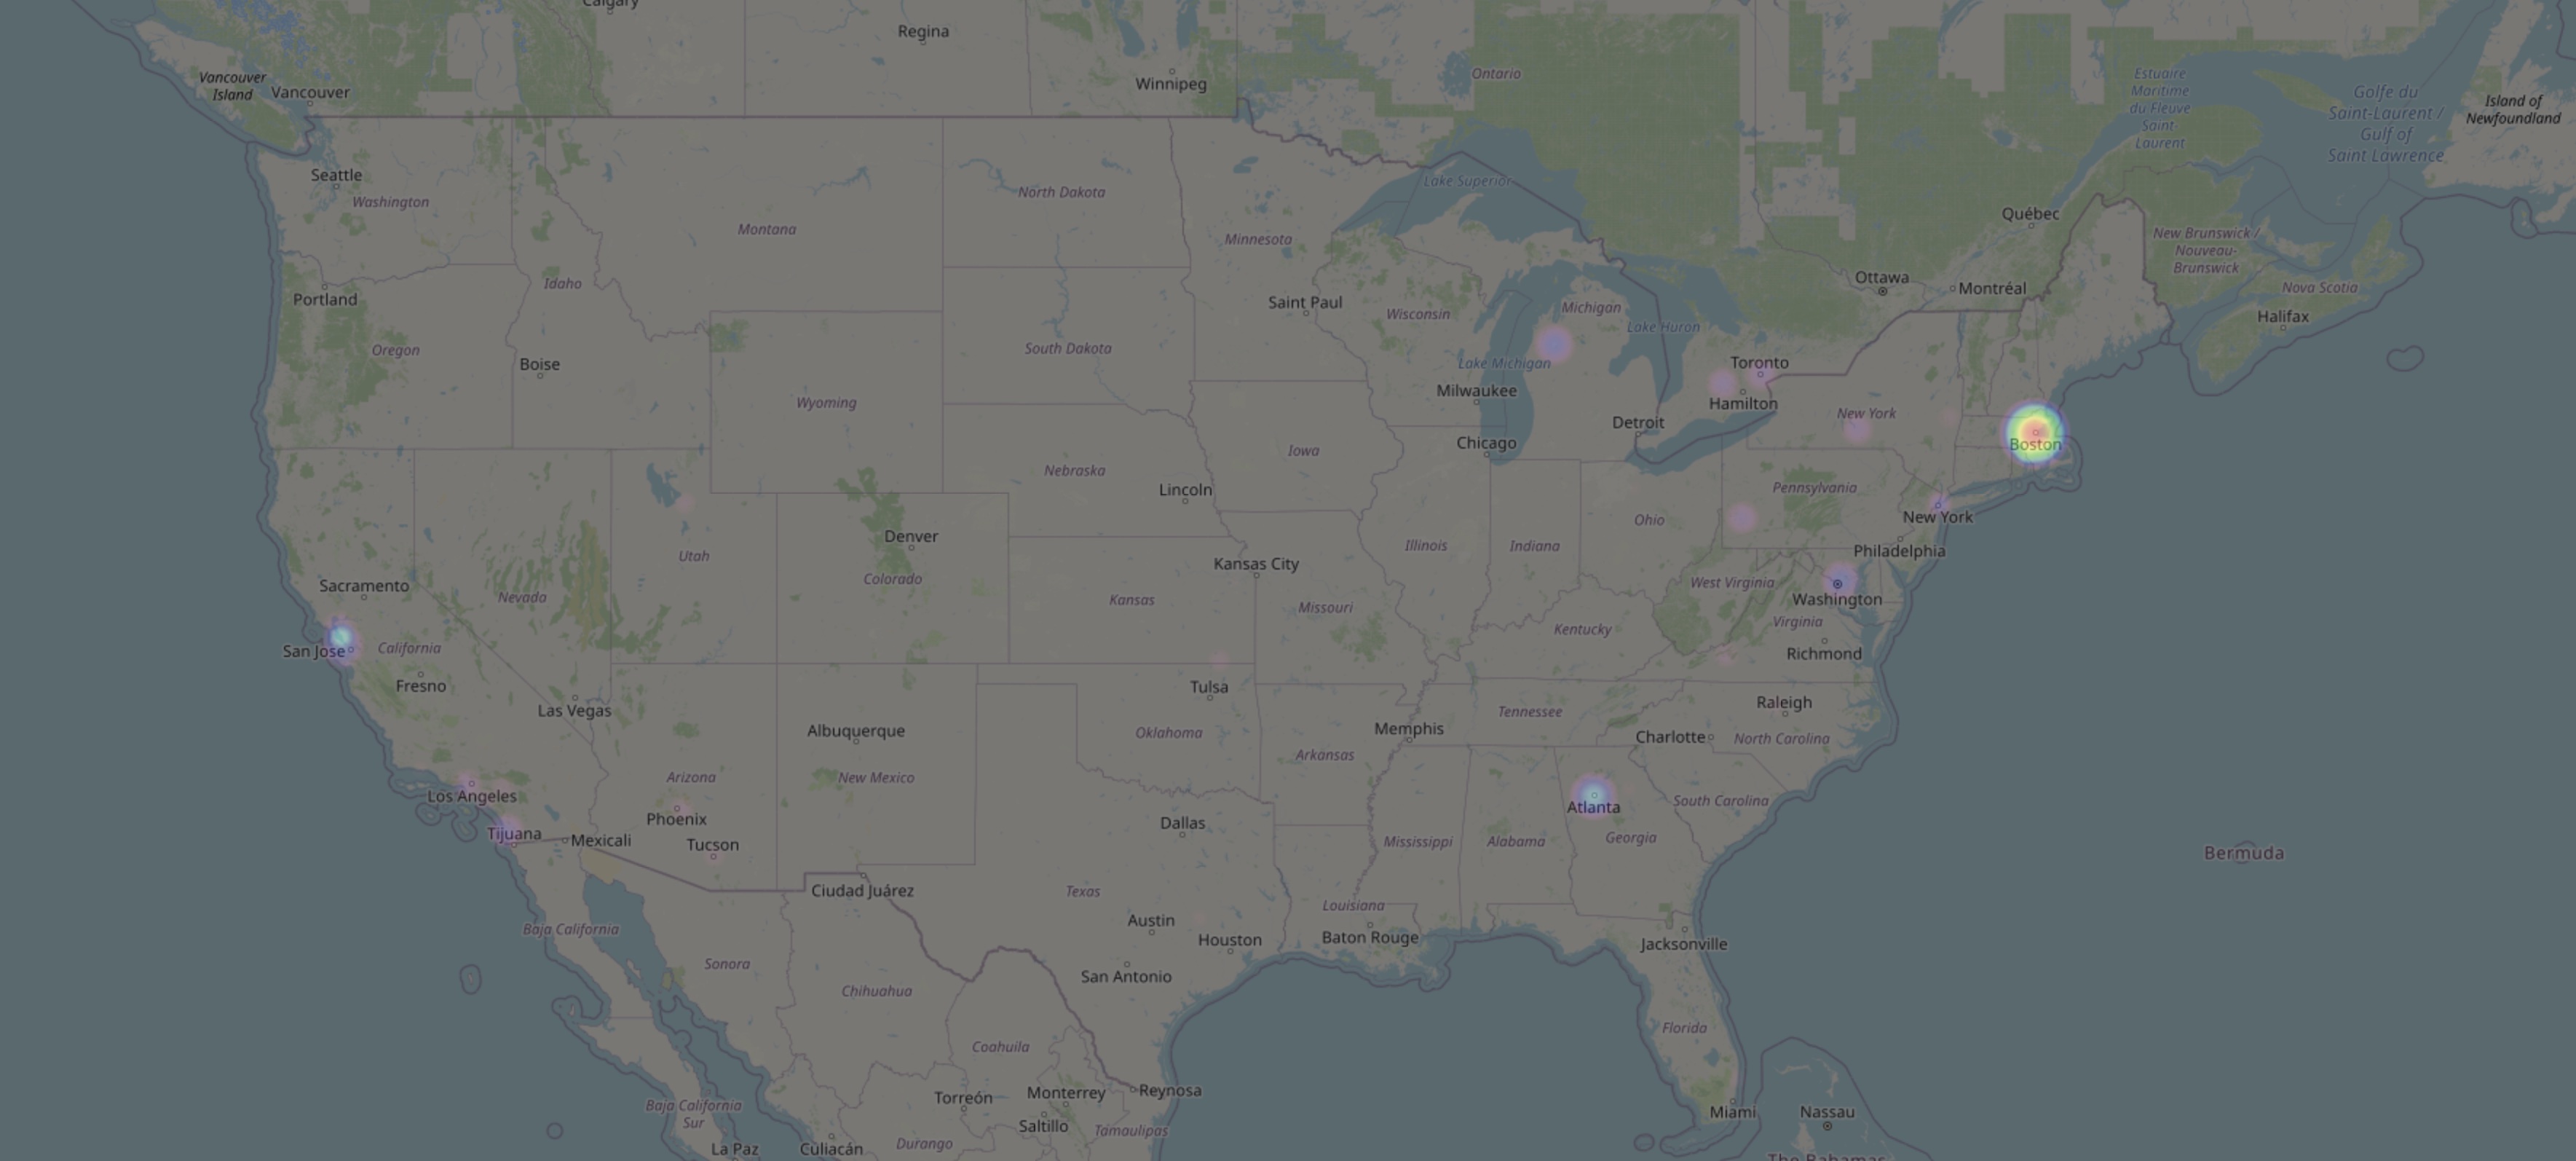 Calgary
Regina
Winnipeg
Vancouver
Island
Vancouver
Ontario
Estuaire
Maritime
du Fleuve
Saint-
Laurent
Golfe du
Saint-Laurent /
Gulf of
Saint Lawrence
Island of
Newfoundland
Seattle
Washington
Montana
North Dakota
Minnesota
Lake Superior
Québec
New Brunswick /
Nouveau-
Brunswick
Idaho
Portland
Saint Paul
Wisconsin
Michigan
Lake Huron
Ottawa
Montréal
Nova Scotia
Halifax
Oregon
Boise
South Dakota
Lake Michigan
Toronto
Wyoming
Milwaukee
Hamilton
Detroit
New York
Chicago
Boston
Iowa
Nebraska
Lincoln
Pennsylvania
Ohio
New York
Utah
Denver
Colorado
Kansas City
Illinois
Indiana
Philadelphia
Sacramento
Nevada
Kansas
Missouri
West Virginia
Washington
Virginia
Kentucky
San Jose
California
Richmond
Fresno
Tulsa
Las Vegas
Raleigh
Tennessee
Albuquerque
Oklahoma
Memphis
Charlotte
North Carolina
Arkansas
Arizona
New Mexico
Los Angeles
Phoenix
Atlanta
South Carolina
Tijuana
Mexicali
Tucson
Dallas
Mississippi
Alabama
Georgia
Bermuda
Ciudad Juárez
Texas
Louisiana
Austin
Baja California
Houston
Baton Rouge
Jacksonville
Sonora
San Antonio
Chihuahua
Florida
Coahuila
Torreón
Monterrey
Reynosa
Baja California
Sur
Saltillo
Tamaulipas
Miami
Nassau
La Paz
Culiacán
Durango
The Bahamas